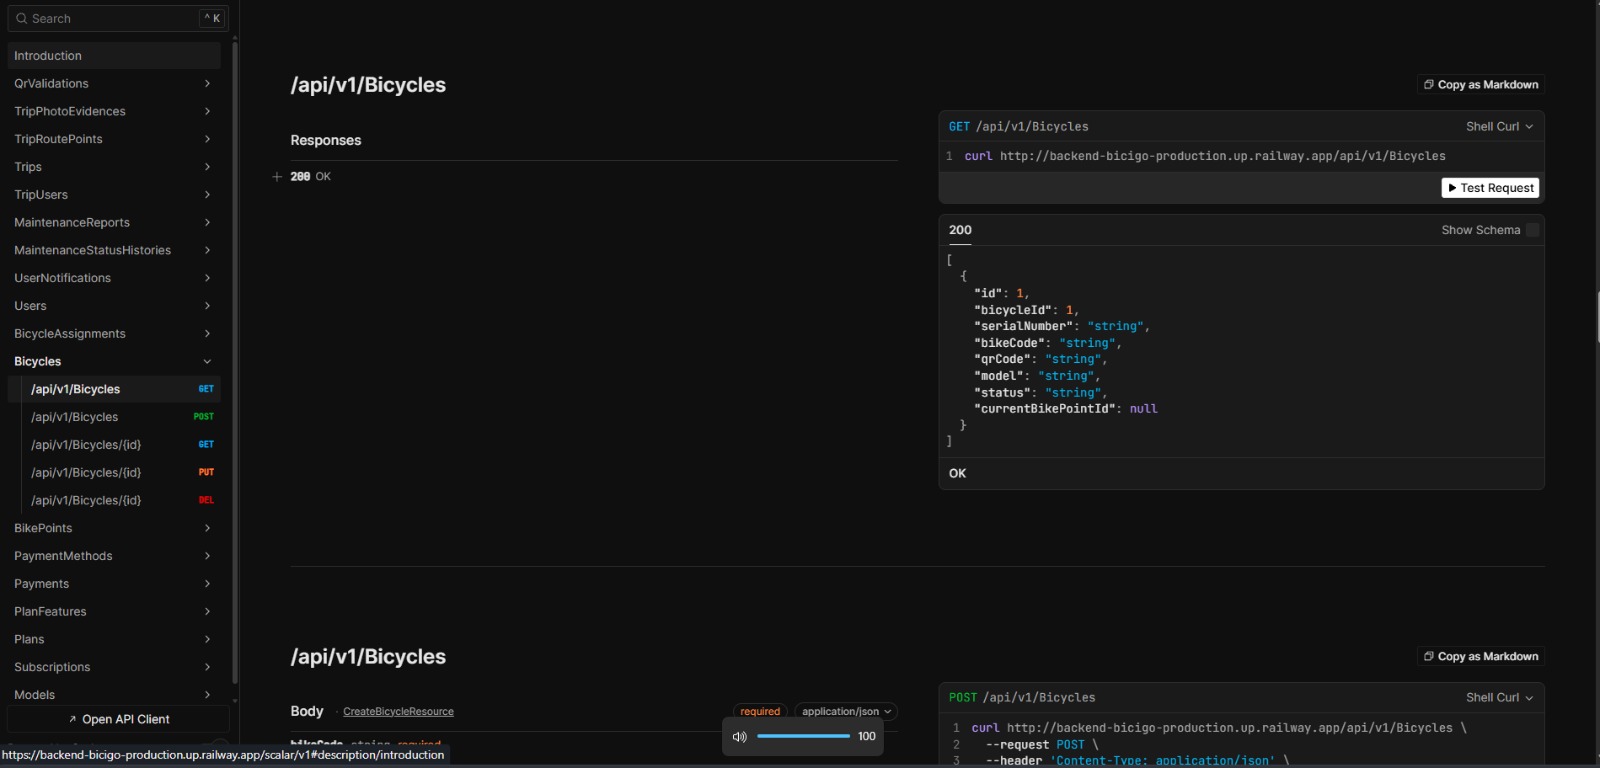 Search
^ K
Introduction
QrValidations
TripPhotoEvidences
TripRoutePoints
Trips
TripUsers
MaintenanceReports
MaintenanceStatusHistories
UserNotifications
Users
BicycleAssignments
Bicycles
/api/v1/Bicycles GET
/api/v1/Bicycles POST
/api/v1/Bicycles/{id} GET
/api/v1/Bicycles/{id} PUT
/api/v1/Bicycles/{id} DEL
BikePoints
PaymentMethods
Payments
PlanFeatures
Plans
Subscriptions
Models
Open API Client
https://backend-bicigo-production.up.railway.app/scalar/v1#description/introduction
/api/v1/Bicycles
Copy as Markdown
Responses
200 OK
GET /api/v1/Bicycles
Shell Curl
1 curl http://backend-bicigo-production.up.railway.app/api/v1/Bicycles
Test Request
200
Show Schema
[
{
"id": 1,
"bicycleId": 1,
"serialNumber": "string",
"bikeCode": "string",
"qrCode": "string",
"model": "string",
"status": "string",
"currentBikePointId": null
}
]
OK
/api/v1/Bicycles
Copy as Markdown
Body · CreateBicycleResource
required
application/json
bikeCode string required
100
POST /api/v1/Bicycles
Shell Curl
1 curl http://backend-bicigo-production.up.railway.app/api/v1/Bicycles \
2 --request POST \
3 --header 'Content-Type: application/json' \